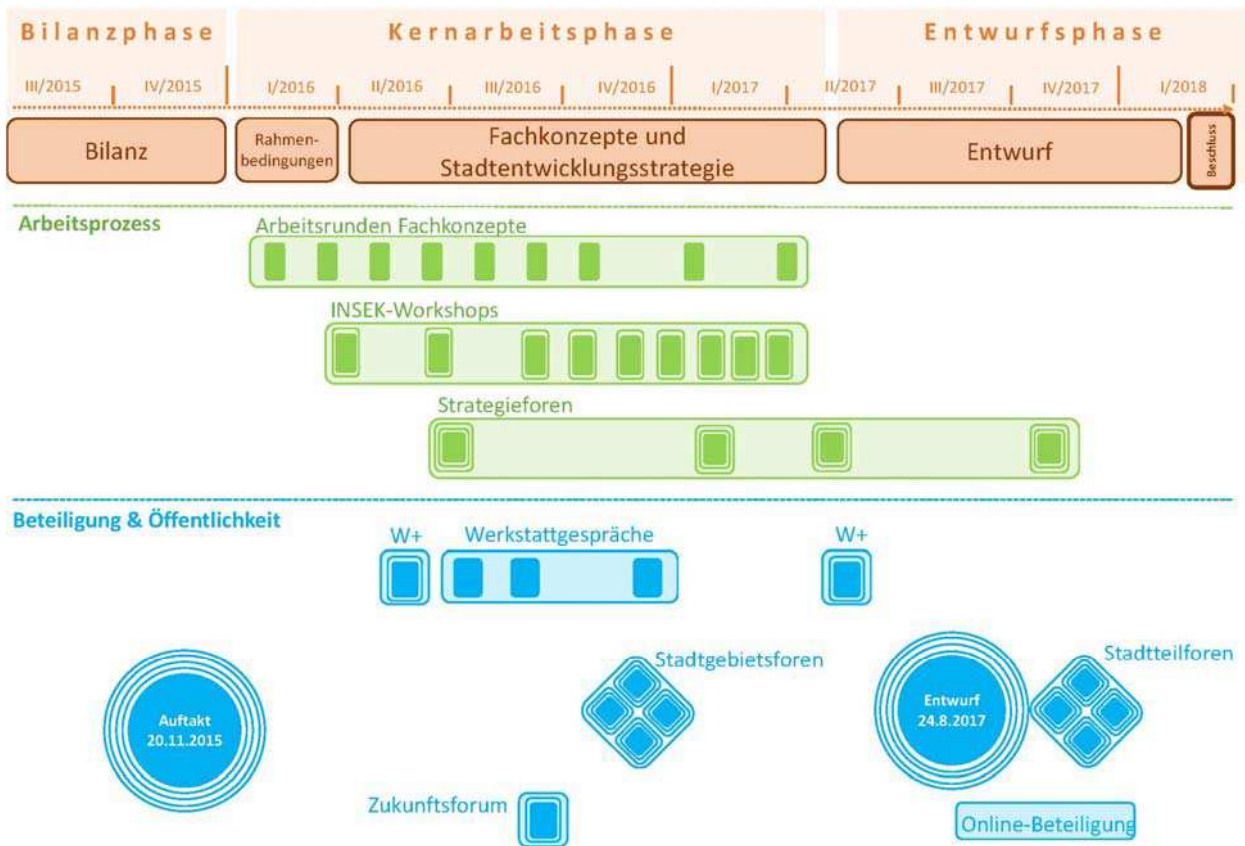 Bilanzphase
Kernarbeitsphase
Entwurfsphase
III/2015
IV/2015
I/2016
II/2016
III/2016
IV/2016
I/2017
II/2017
III/2017
IV/2017
I/2018
Bilanz
Rahmen-
bedingungen
Fachkonzepte und
Stadtentwicklungsstrategie
Entwurf
Beschluss
Arbeitsprozess
Arbeitsrunden Fachkonzepte
INSEK-Workshops
Strategieforen
Beteiligung & Öffentlichkeit
W+
Werkstattgespräche
W+
Stadtgebietsforen
Stadtteilforen
Auftakt
20.11.2015
Entwurf
24.8.2017
Zukunftsforum
Online-Beteiligung